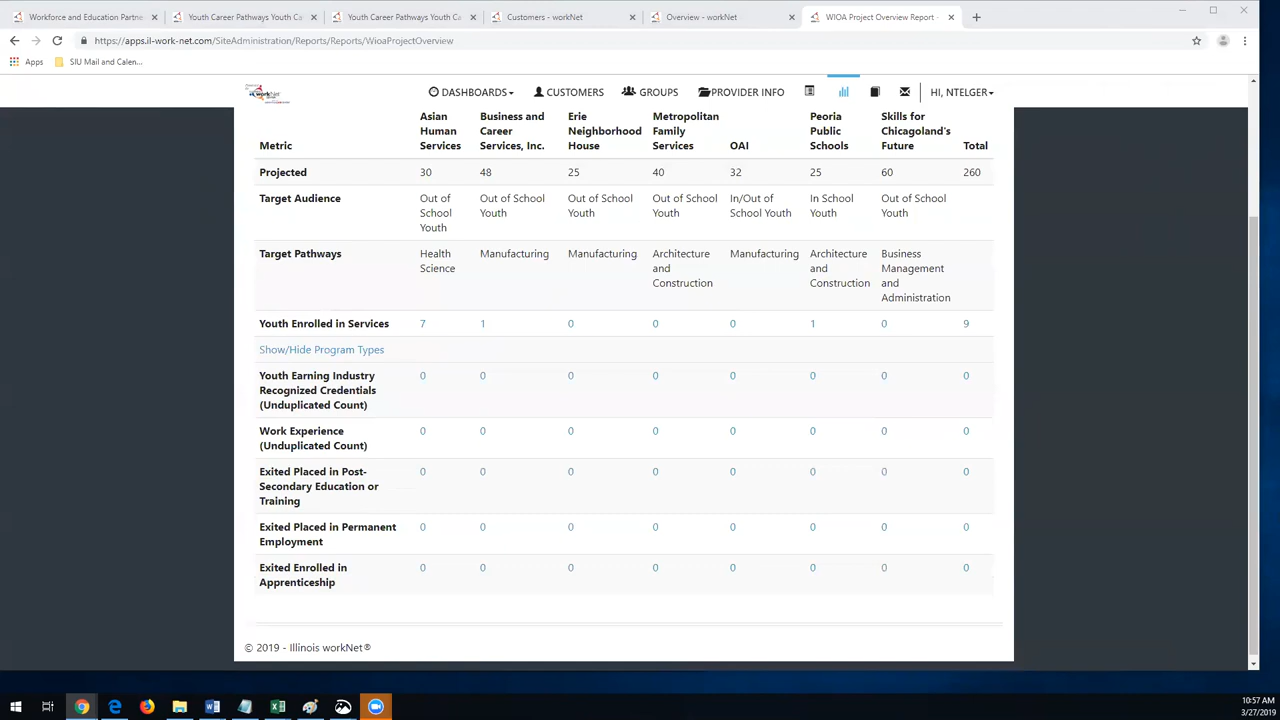 Workforce and Education Partne
Youth Career Pathways Youth Ca
Youth Career Pathways Youth Ca
Customers - workNet
Overview - workNet
WIOA Project Overview Report -
https://apps.il-work-net.com/SiteAdministration/Reports/Reports/WioaProjectOverview
Apps SIU Mail and Calen...
DASHBOARDS CUSTOMERS GROUPS PROVIDER INFO HI, NTELGER
Metric
Asian Human Services
Business and Career Services, Inc.
Erie Neighborhood House
Metropolitan Family Services
OAI
Peoria Public Schools
Skills for Chicagoland's Future
Total
Projected 30 48 25 40 32 25 60 260
Target Audience
Out of School Youth
Out of School Youth
Out of School Youth
Out of School Youth
In/Out of School Youth
In School Youth
Out of School Youth
Target Pathways
Health Science
Manufacturing
Manufacturing
Architecture and Construction
Manufacturing
Architecture and Construction
Business Management and Administration
Youth Enrolled in Services 7 1 0 0 0 1 0 9
Show/Hide Program Types
Youth Earning Industry Recognized Credentials (Unduplicated Count) 0 0 0 0 0 0 0 0
Work Experience (Unduplicated Count) 0 0 0 0 0 0 0 0
Exited Placed in Post-Secondary Education or Training 0 0 0 0 0 0 0 0
Exited Placed in Permanent Employment 0 0 0 0 0 0 0 0
Exited Enrolled in Apprenticeship 0 0 0 0 0 0 0 0
© 2019 - Illinois workNet®
10:57 AM
3/27/2019